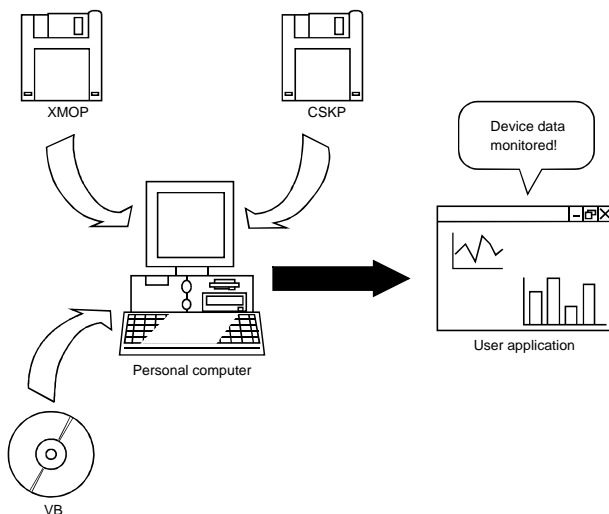 XMOP
CSKP
Device data
monitored!
Personal computer
User application
VB